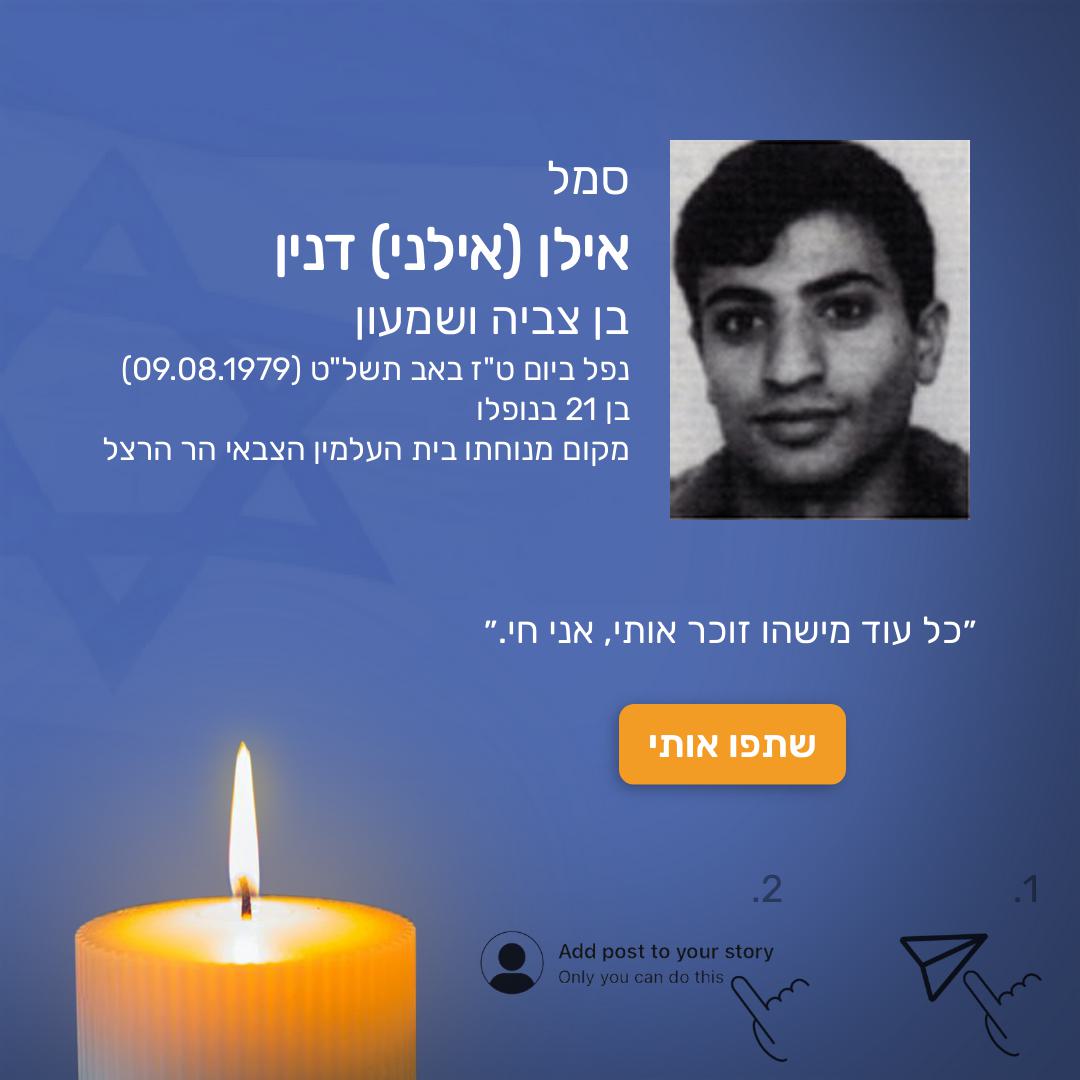 סמל
אילן (אילני) דנין
בן צביה ושמעון
נפל ביום ט"ז באב תשל"ט (09.08.1979)
בן 21 בנופלו
מקום מנוחתו בית העלמין הצבאי הר הרצל
״כל עוד מישהו זוכר אותי, אני חי.״
שתפו אותי
1.
2.
Add post to your story
Only you can do this